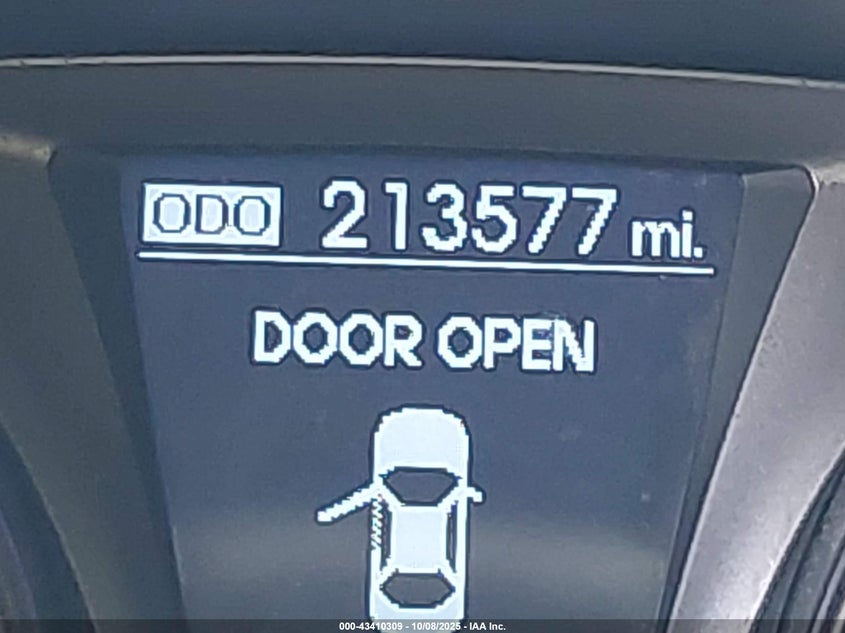 ODO 213577 mi.
DOOR OPEN
000-43410309 - 10/08/2025 - IAA Inc.